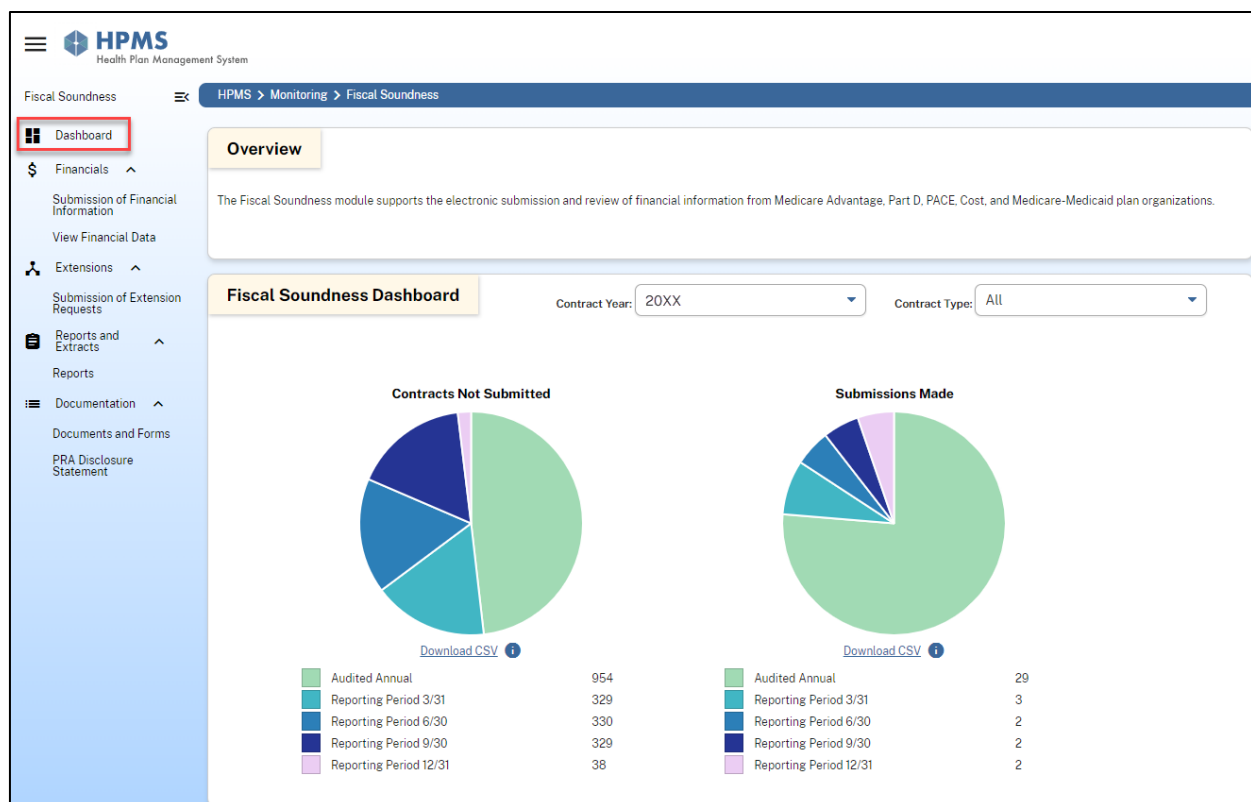 HPMS
Health Plan Management System
Fiscal Soundness
HPMS > Monitoring > Fiscal Soundness
Dashboard
Financials
Submission of Financial
Information
View Financial Data
Extensions
Submission of Extension
Requests
Reports and
Extracts
Reports
Documentation
Documents and Forms
PRA Disclosure
Statement
Overview
The Fiscal Soundness module supports the electronic submission and review of financial information from Medicare Advantage, Part D, PACE, Cost, and Medicare-Medicaid plan organizations.
Fiscal Soundness Dashboard
Contract Year: 20XX
Contract Type: All
Contracts Not Submitted
Download CSV i
Audited Annual 954
Reporting Period 3/31 329
Reporting Period 6/30 330
Reporting Period 9/30 329
Reporting Period 12/31 38
Submissions Made
Download CSV i
Audited Annual 29
Reporting Period 3/31 3
Reporting Period 6/30 2
Reporting Period 9/30 2
Reporting Period 12/31 2